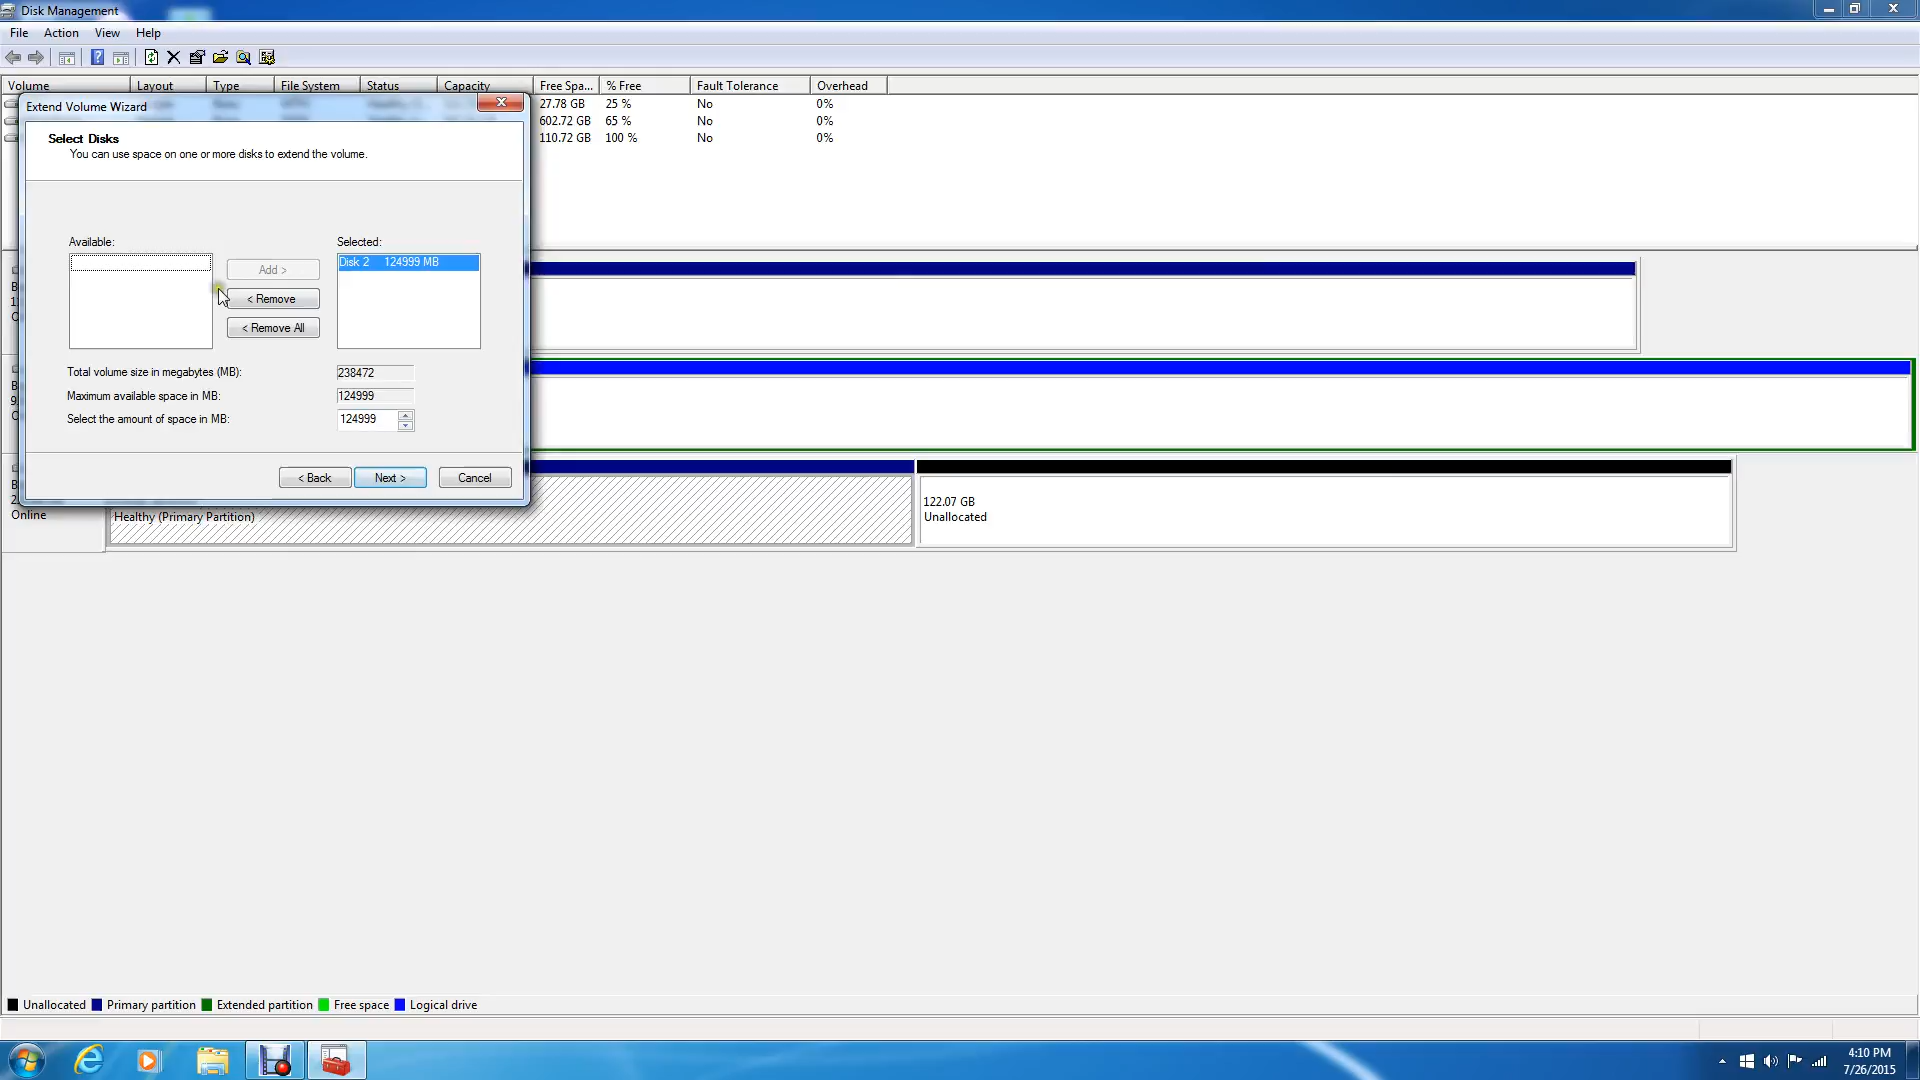 Disk Management
File Action View Help
Volume Layout Type File System Status Capacity Free Spa... % Free Fault Tolerance Overhead
27.78 GB 25 % No 0%
602.72 GB 65 % No 0%
110.72 GB 100 % No 0%
Extend Volume Wizard
Select Disks
You can use space on one or more disks to extend the volume.
Available:
Selected:
Add >
Disk 2 124999 MB
< Remove
< Remove All
Total volume size in megabytes (MB): 238472
Maximum available space in MB: 124999
Select the amount of space in MB: 124999
< Back Next > Cancel
Online
Healthy (Primary Partition)
122.07 GB
Unallocated
Unallocated Primary partition Extended partition Free space Logical drive
4:10 PM
7/26/2015